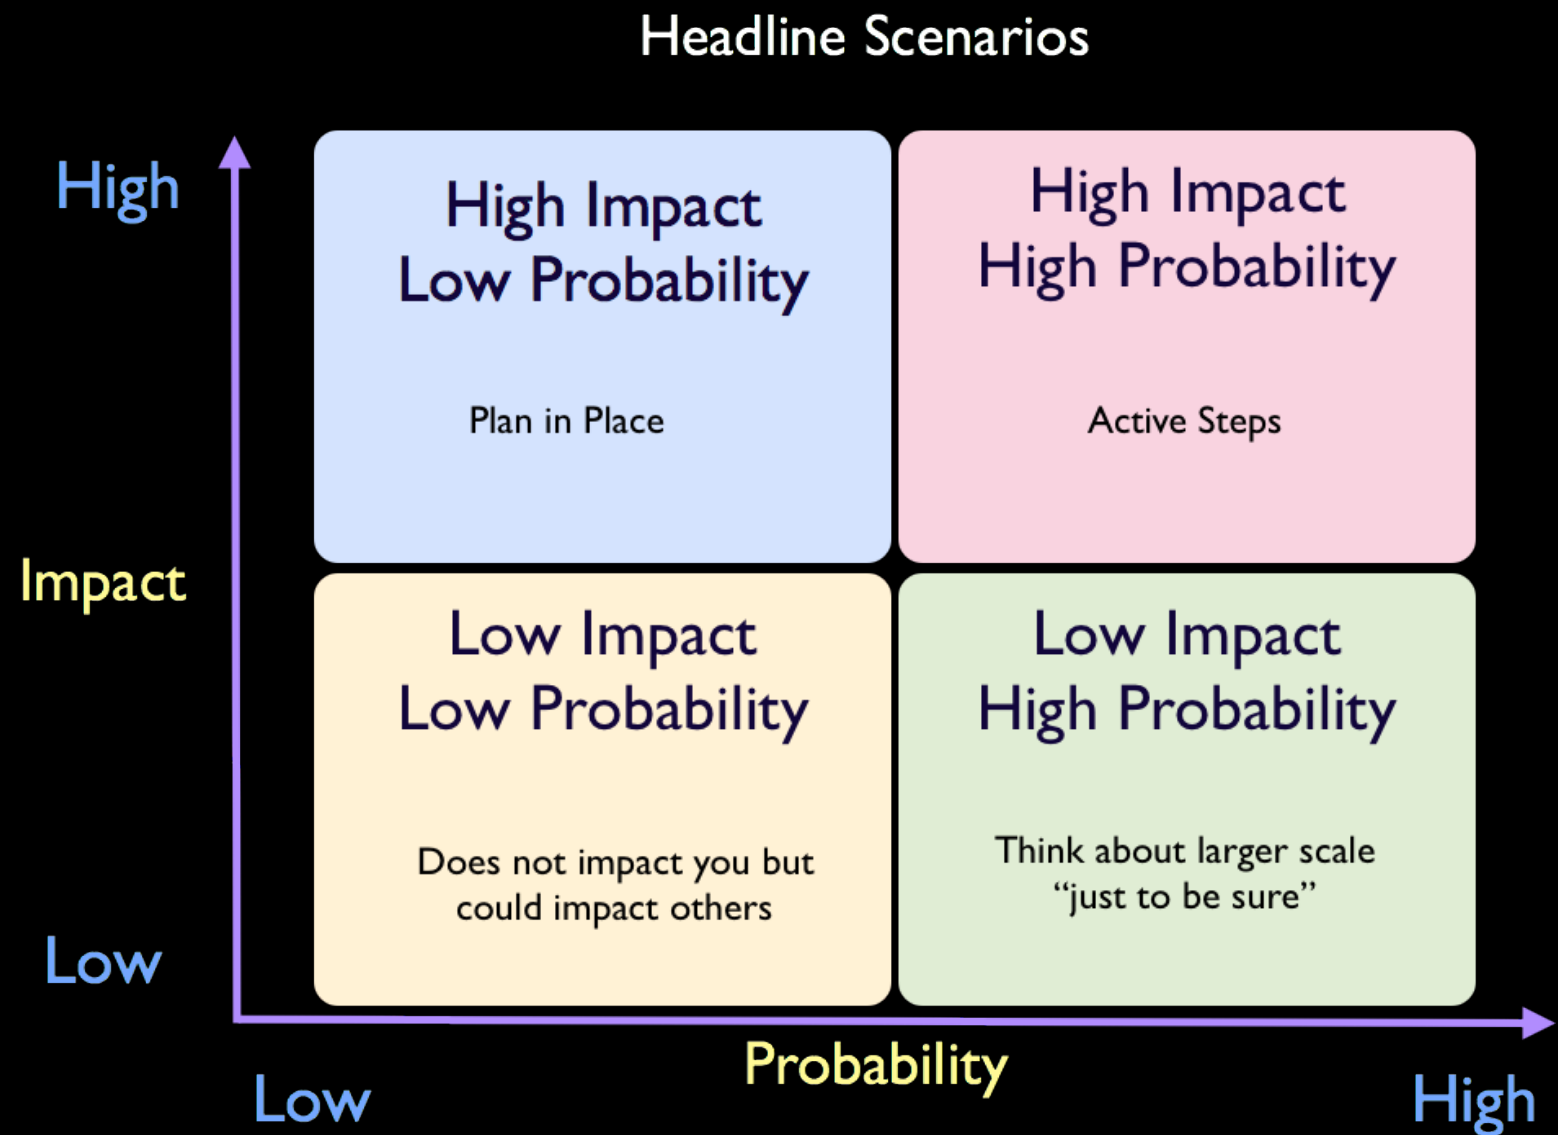 Headline Scenarios
High
High Impact
Low Probability
Plan in Place
High Impact
High Probability
Active Steps
Impact
Low Impact
Low Probability
Does not impact you but
could impact others
Low Impact
High Probability
Think about larger scale
“just to be sure”
Low
Probability
Low
High